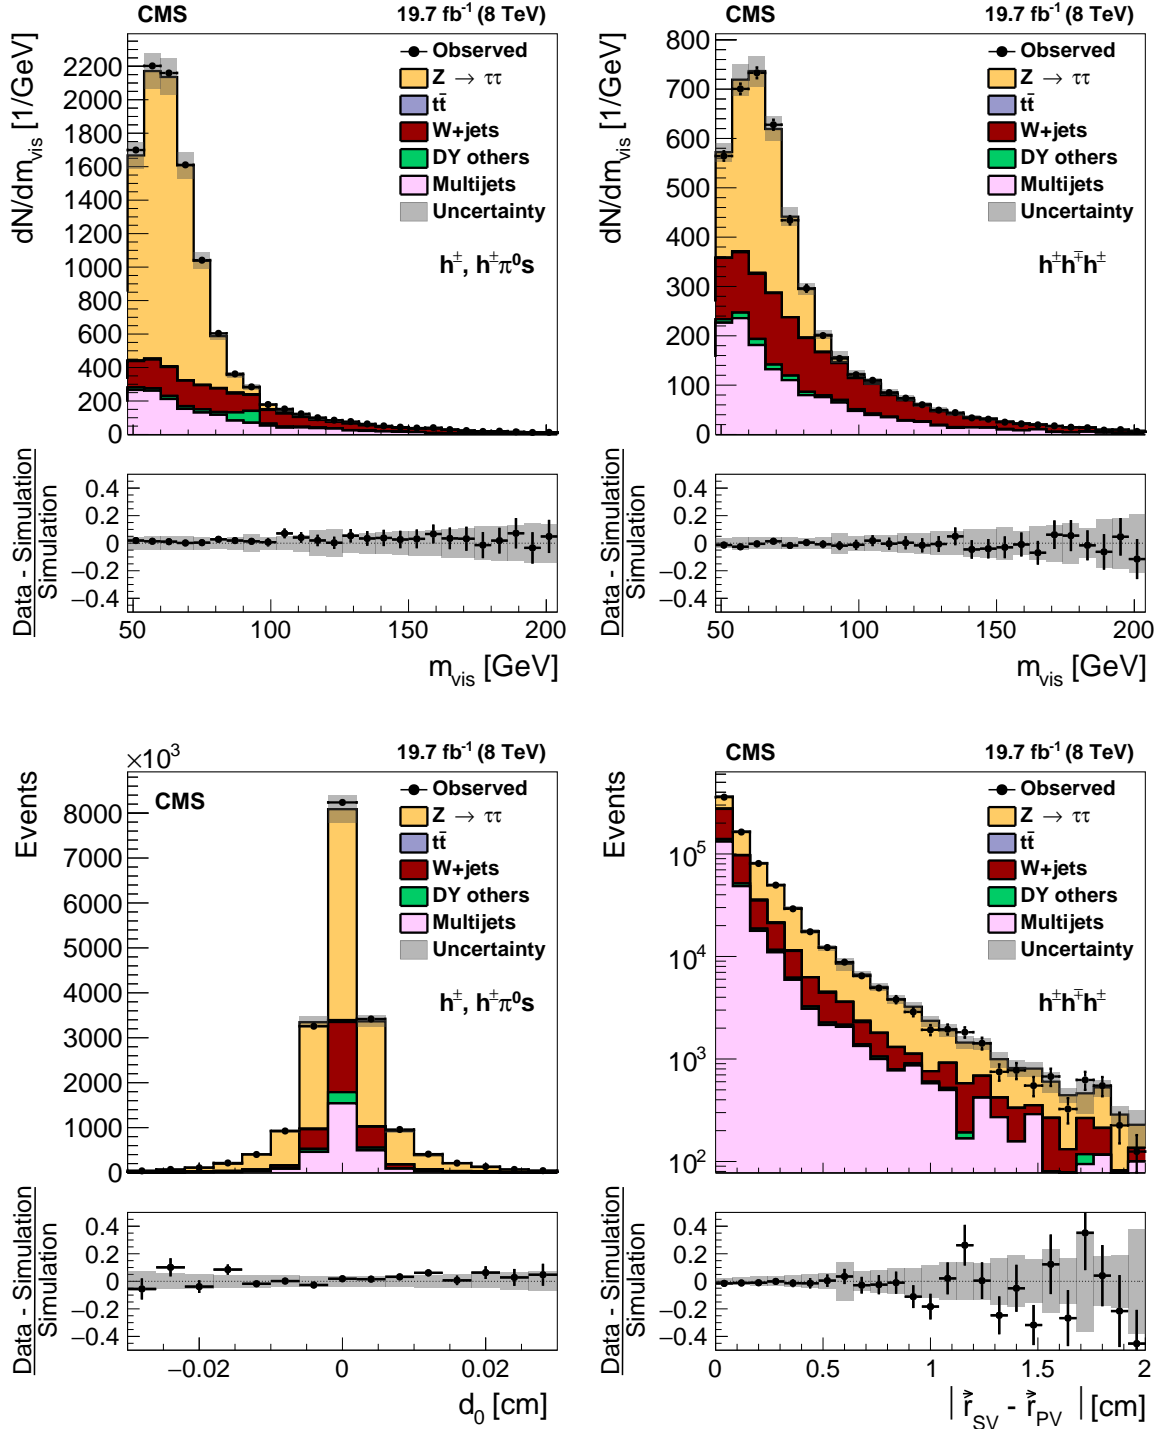 CMS 19.7 fb⁻¹ (8 TeV)
dN/dm_vis [1/GeV]
2200
2000
1800
1600
1400
1200
1000
800
600
400
200
0
Observed
Z → ττ
tt̄
W+jets
DY others
Multijets
Uncertainty
h±, h±π⁰s
Data - Simulation
Simulation
0.4
0.2
0
−0.2
−0.4
50 100 150 200
m_vis [GeV]
CMS 19.7 fb⁻¹ (8 TeV)
dN/dm_vis [1/GeV]
800
700
600
500
400
300
200
100
0
Observed
Z → ττ
tt̄
W+jets
DY others
Multijets
Uncertainty
h±h∓h±
Data - Simulation
Simulation
0.4
0.2
0
−0.2
−0.4
50 100 150 200
m_vis [GeV]
×10³ 19.7 fb⁻¹ (8 TeV)
CMS
Events
8000
7000
6000
5000
4000
3000
2000
1000
0
Observed
Z → ττ
tt̄
W+jets
DY others
Multijets
Uncertainty
h±, h±π⁰s
Data - Simulation
Simulation
0.4
0.2
0
−0.2
−0.4
−0.02 0 0.02
d₀ [cm]
CMS 19.7 fb⁻¹ (8 TeV)
Events
10⁵
10⁴
10³
10²
Observed
Z → ττ
tt̄
W+jets
DY others
Multijets
Uncertainty
h±h∓h±
Data - Simulation
Simulation
0.4
0.2
0
−0.2
−0.4
0 0.5 1 1.5 2
| r⃗_SV - r⃗_PV | [cm]